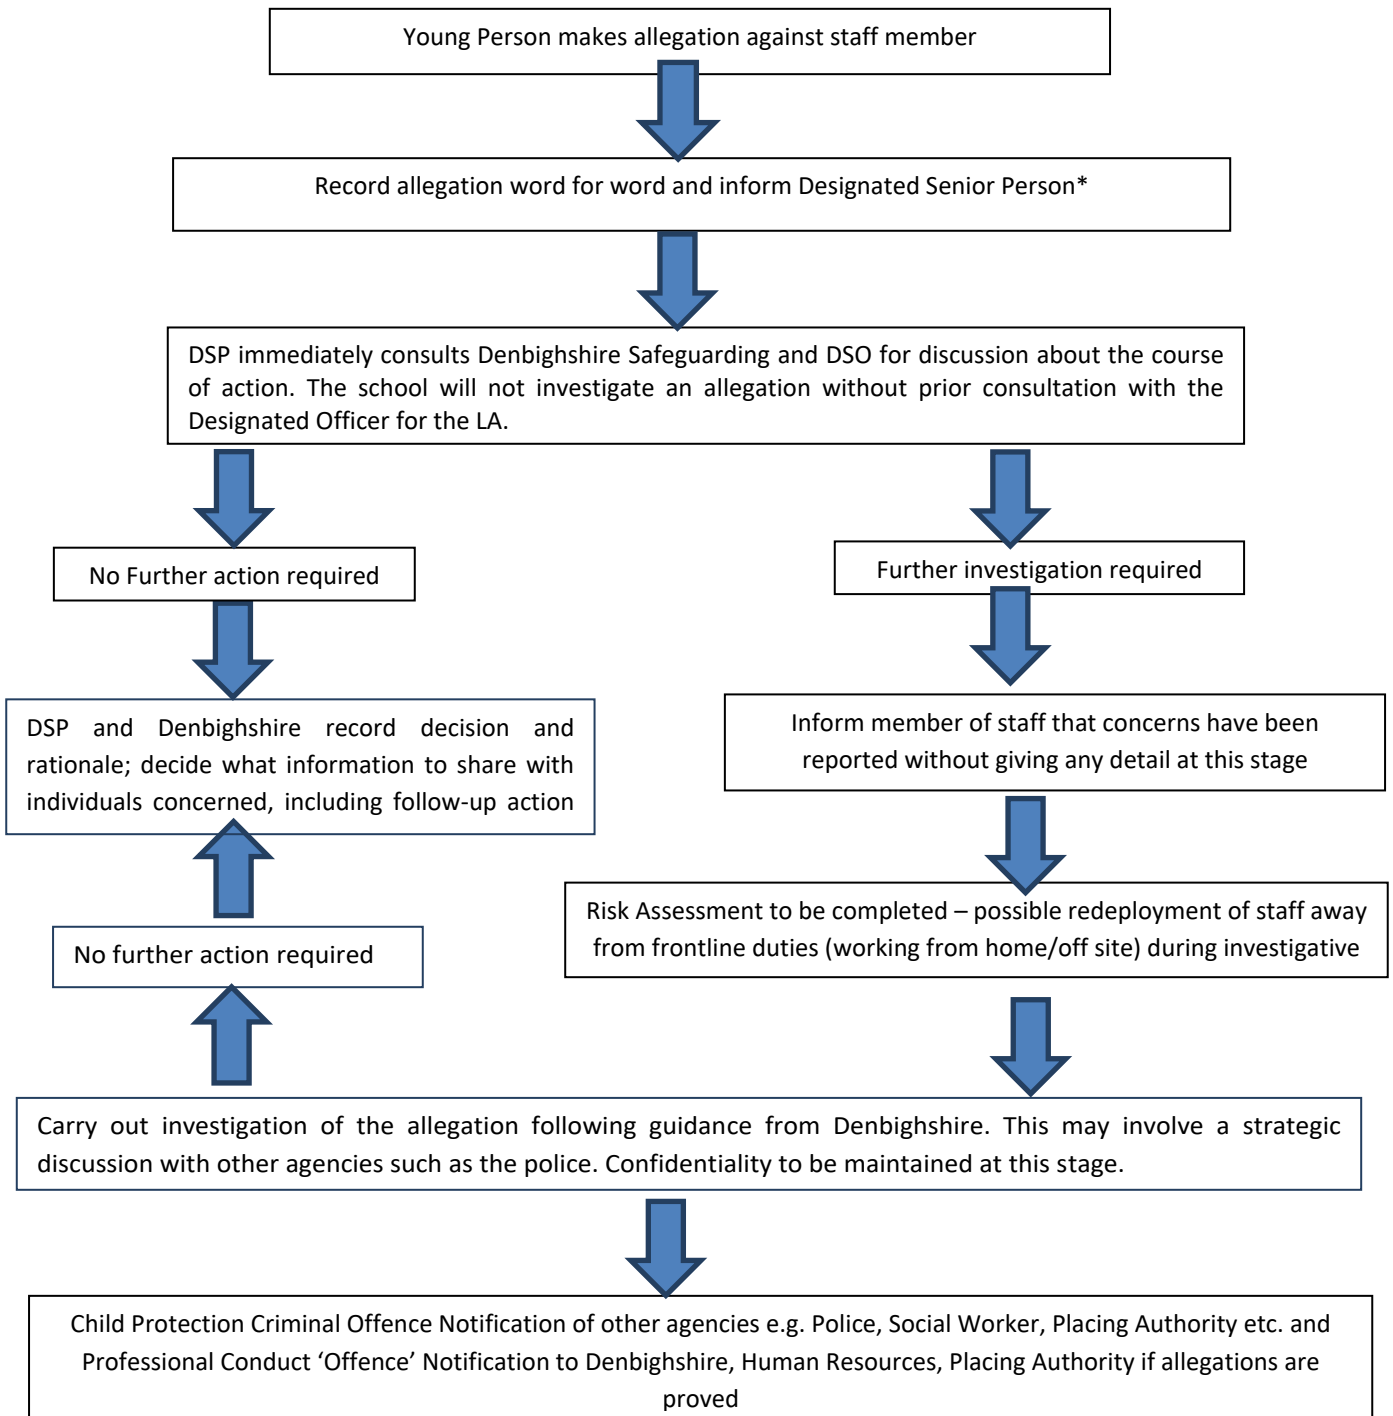 Young Person makes allegation against staff member
Record allegation word for word and inform Designated Senior Person*
DSP immediately consults Denbighshire Safeguarding and DSO for discussion about the course
of action. The school will not investigate an allegation without prior consultation with the
Designated Officer for the LA.
No Further action required
Further investigation required
DSP and Denbighshire record decision and
rationale; decide what information to share with
individuals concerned, including follow-up action
Inform member of staff that concerns have been
reported without giving any detail at this stage
Risk Assessment to be completed – possible redeployment of staff away
from frontline duties (working from home/off site) during investigative
No further action required
Carry out investigation of the allegation following guidance from Denbighshire. This may involve a strategic
discussion with other agencies such as the police. Confidentiality to be maintained at this stage.
Child Protection Criminal Offence Notification of other agencies e.g. Police, Social Worker, Placing Authority etc. and
Professional Conduct ‘Offence’ Notification to Denbighshire, Human Resources, Placing Authority if allegations are
proved